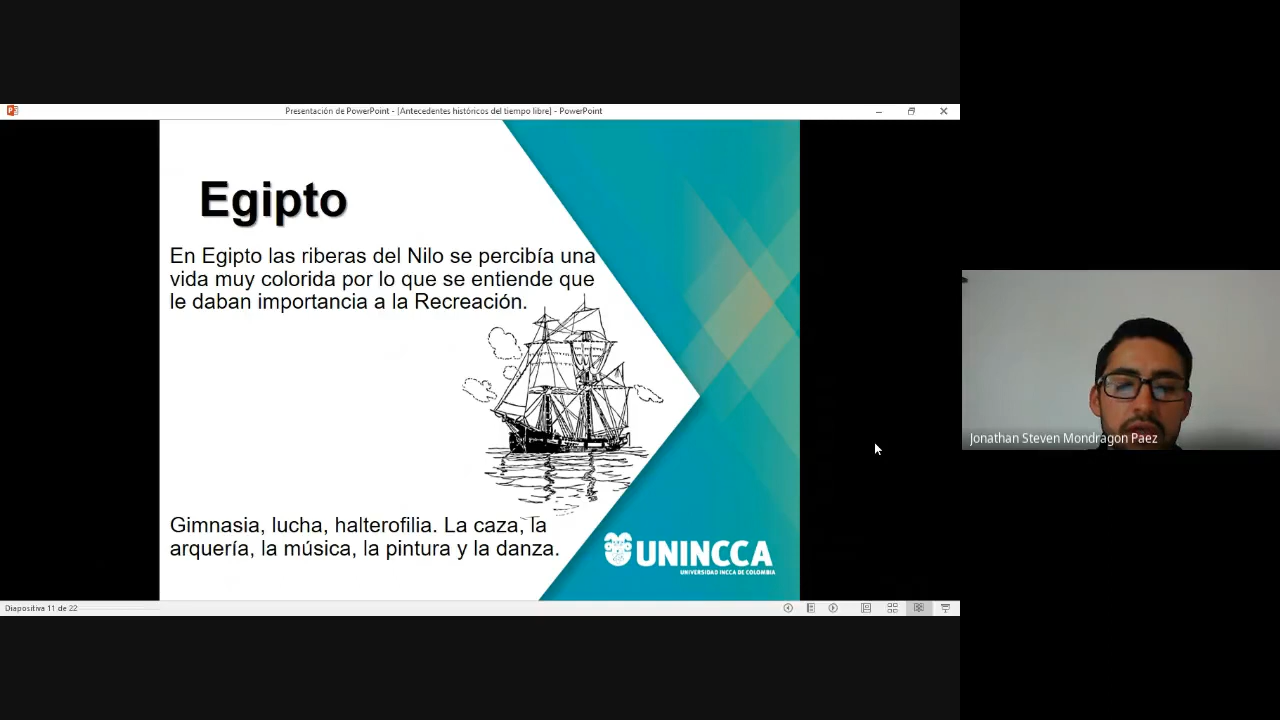 Presentación de PowerPoint - [Antecedentes históricos del tiempo libre] - PowerPoint
Egipto
En Egipto las riberas del Nilo se percibía una
vida muy colorida por lo que se entiende que
le daban importancia a la Recreación.
Gimnasia, lucha, halterofilia. La caza, la
arquería, la música, la pintura y la danza.
UNINCCA
UNIVERSIDAD INCCA DE COLOMBIA
Diapositiva 11 de 22
Jonathan Steven Mondragon Paez